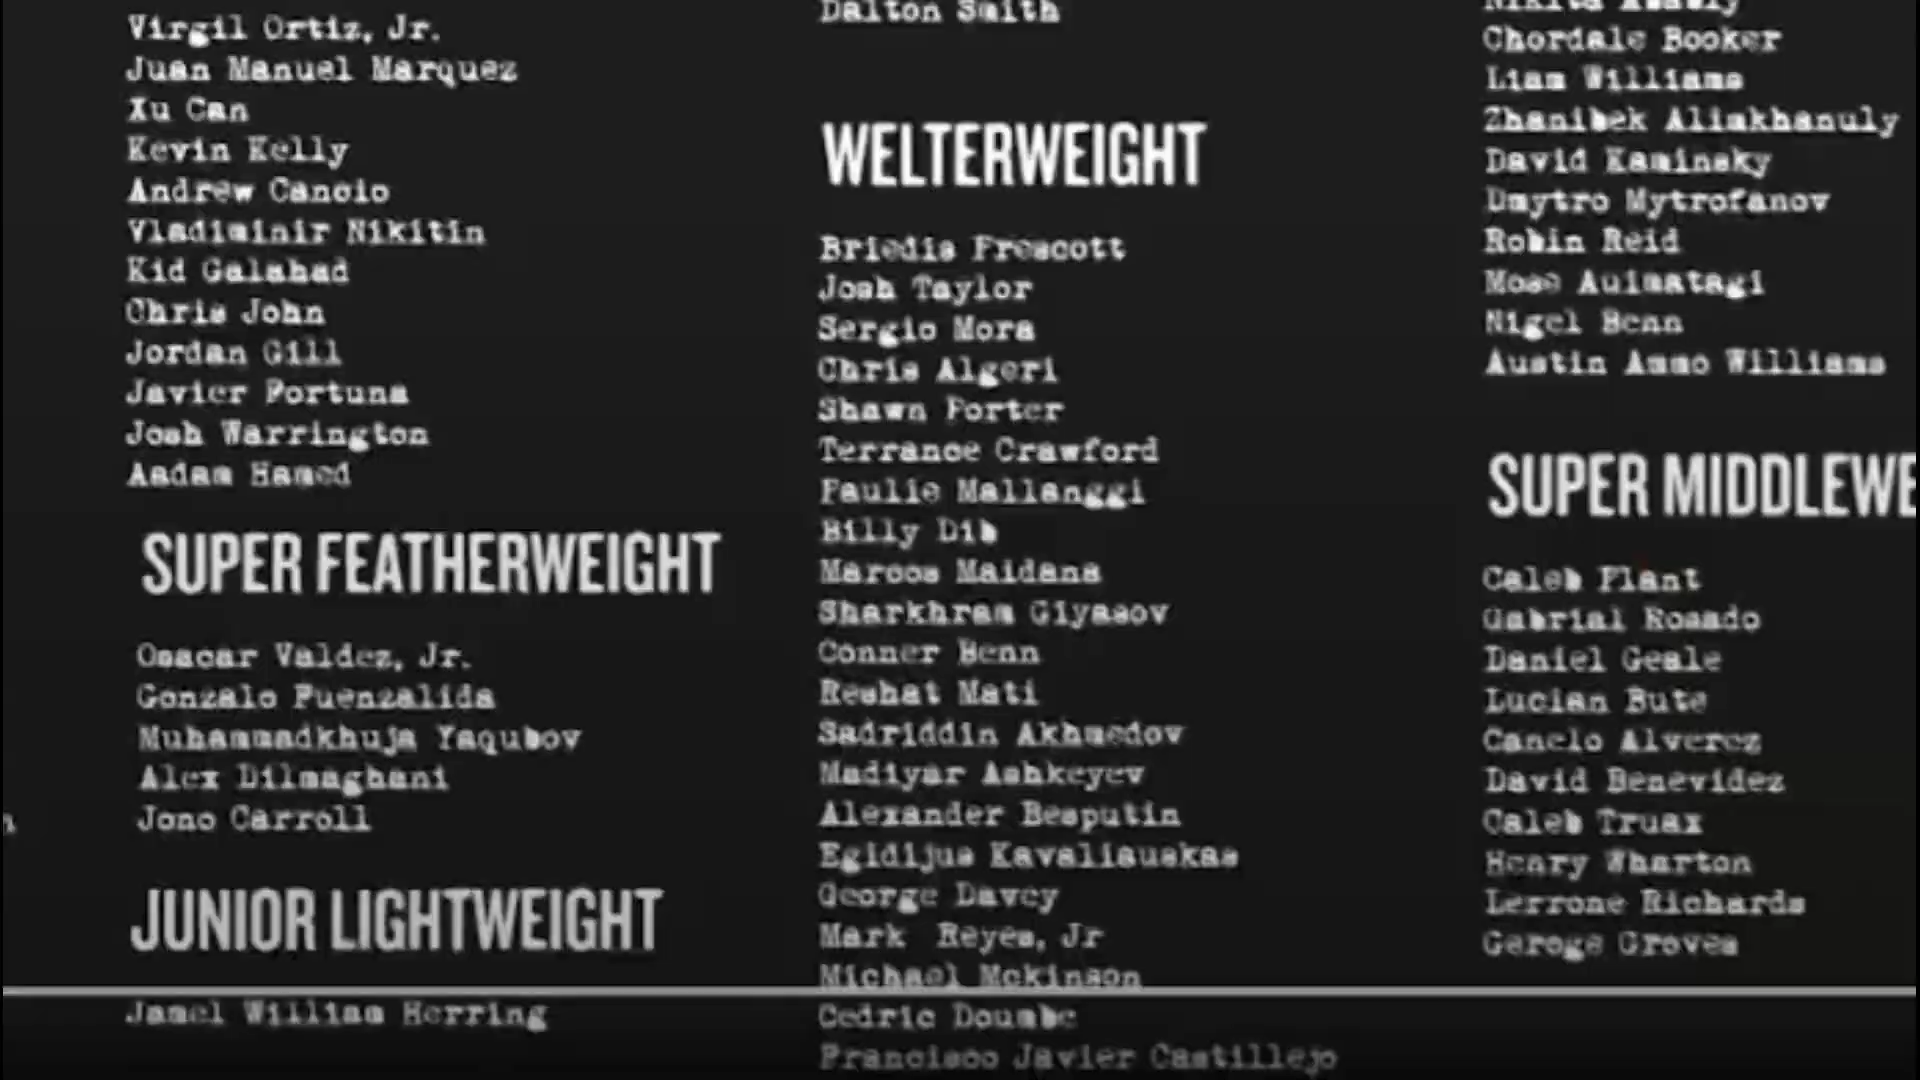 Virgil Ortiz, Jr.
Juan Manuel Marquez
Xu Can
Kevin Kelly
Andrew Cancio
Vladiminir Nikitin
Kid Galahad
Chris John
Jordan Gill
Javier Fortuna
Josh Warrington
Aadam Hamed
SUPER FEATHERWEIGHT
Osacar Valdez, Jr.
Gonzalo Fuenzalida
Muhammadkhuja Yaqubov
Alex Dilmaghani
Jono Carroll
JUNIOR LIGHTWEIGHT
Jamel William Herring
Dalton Smith
WELTERWEIGHT
Briedis Prescott
Josh Taylor
Sergio Mora
Chris Algeri
Shawn Porter
Terrance Crawford
Paulie Mallanggi
Billy Dib
Marcos Maidana
Sharkhram Giyasov
Conner Benn
Reshat Mati
Sadriddin Akhmedov
Madiyar Ashkeyev
Alexander Besputin
Egidijus Kavaliauskas
George Davey
Mark Reyes, Jr
Michael Mckinson
Cedric Doumbe
Francisco Javier Castillejo
Chordale Booker
Liam Williams
Zhanibek Alimkhanuly
David Kaminsky
Dmytro Mytrofanov
Robin Reid
Mose Auimatagi
Nigel Benn
Austin Ammo Williams
SUPER MIDDLEWE
Caleb Plant
Gabrial Rosado
Daniel Geale
Lucian Bute
Canelo Alverez
David Benevidez
Caleb Truax
Henry Wharton
Lerrone Richards
Geroge Groves